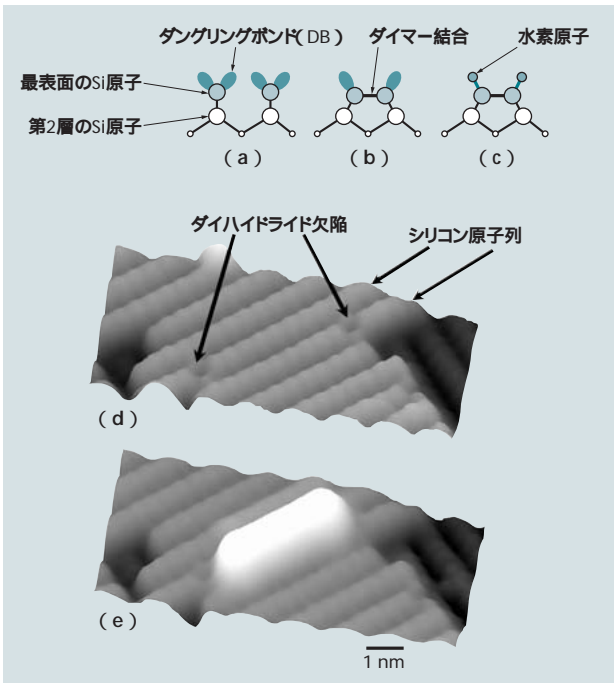 ダングリングボンド(DB)
ダイマー結合
水素原子
最表面のSi原子
第2層のSi原子
(a)
(b)
(c)
ダイハイドライド欠陥
シリコン原子列
(d)
(e)
1 nm